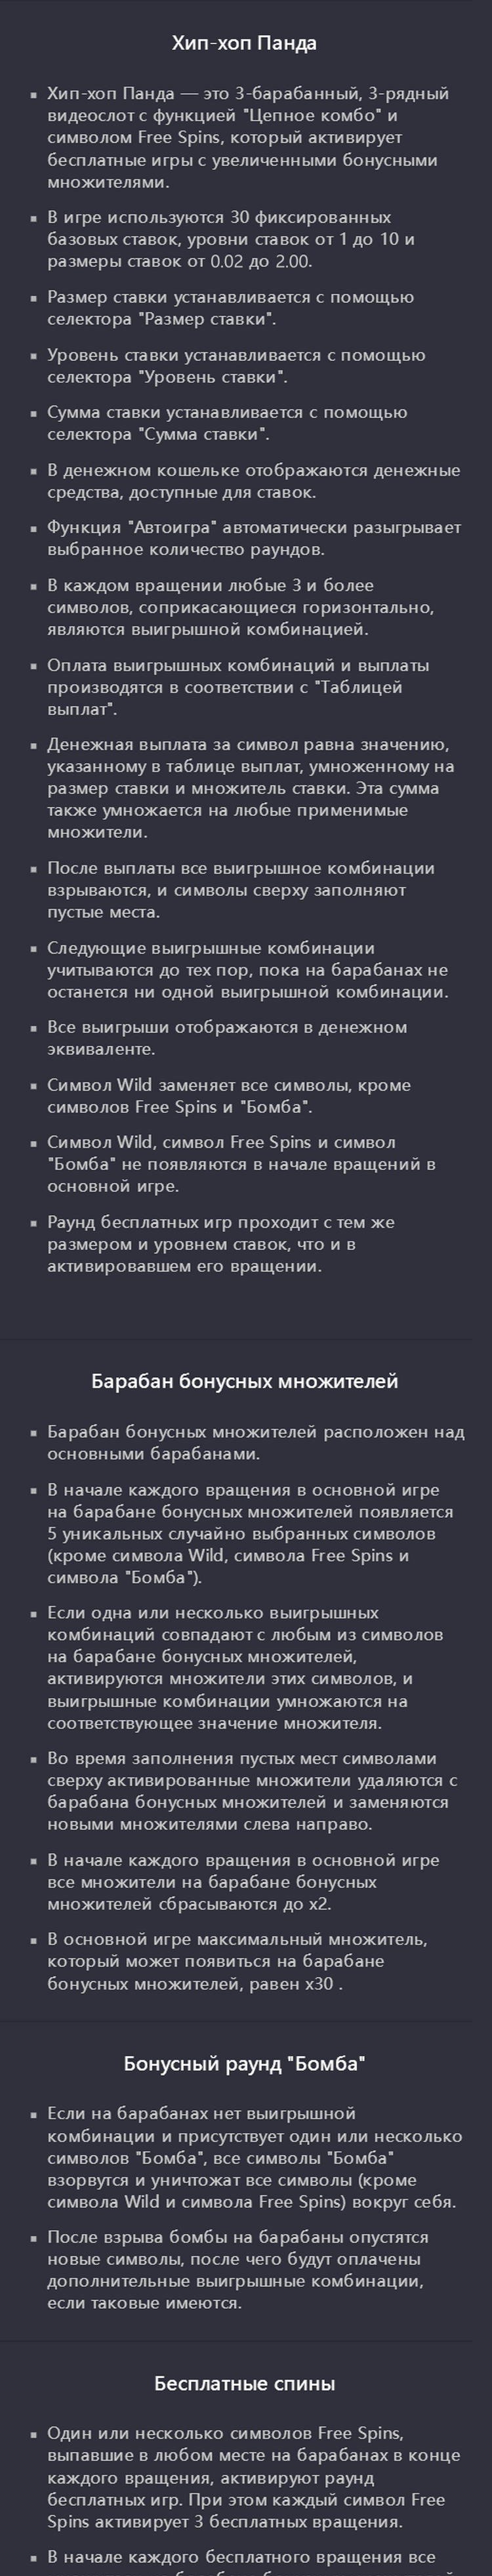 Хип-хоп Панда
▪ Хип-хоп Панда — это 3-барабанный, 3-рядный
видеослот с функцией "Цепное комбо" и
символом Free Spins, который активирует
бесплатные игры с увеличенными бонусными
множителями.
▪ В игре используются 30 фиксированных
базовых ставок, уровни ставок от 1 до 10 и
размеры ставок от 0.02 до 2.00.
▪ Размер ставки устанавливается с помощью
селектора "Размер ставки".
▪ Уровень ставки устанавливается с помощью
селектора "Уровень ставки".
▪ Сумма ставки устанавливается с помощью
селектора "Сумма ставки".
▪ В денежном кошельке отображаются денежные
средства, доступные для ставок.
▪ Функция "Автоигра" автоматически разыгрывает
выбранное количество раундов.
▪ В каждом вращении любые 3 и более
символов, соприкасающиеся горизонтально,
являются выигрышной комбинацией.
▪ Оплата выигрышных комбинаций и выплаты
производятся в соответствии с "Таблицей
выплат".
▪ Денежная выплата за символ равна значению,
указанному в таблице выплат, умноженному на
размер ставки и множитель ставки. Эта сумма
также умножается на любые применимые
множители.
▪ После выплаты все выигрышное комбинации
взрываются, и символы сверху заполняют
пустые места.
▪ Следующие выигрышные комбинации
учитываются до тех пор, пока на барабанах не
останется ни одной выигрышной комбинации.
▪ Все выигрыши отображаются в денежном
эквиваленте.
▪ Символ Wild заменяет все символы, кроме
символов Free Spins и "Бомба".
▪ Символ Wild, символ Free Spins и символ
"Бомба" не появляются в начале вращений в
основной игре.
▪ Раунд бесплатных игр проходит с тем же
размером и уровнем ставок, что и в
активировавшем его вращении.
Барабан бонусных множителей
▪ Барабан бонусных множителей расположен над
основными барабанами.
▪ В начале каждого вращения в основной игре
на барабане бонусных множителей появляется
5 уникальных случайно выбранных символов
(кроме символа Wild, символа Free Spins и
символа "Бомба").
▪ Если одна или несколько выигрышных
комбинаций совпадают с любым из символов
на барабане бонусных множителей,
активируются множители этих символов, и
выигрышные комбинации умножаются на
соответствующее значение множителя.
▪ Во время заполнения пустых мест символами
сверху активированные множители удаляются с
барабана бонусных множителей и заменяются
новыми множителями слева направо.
▪ В начале каждого вращения в основной игре
все множители на барабане бонусных
множителей сбрасываются до x2.
▪ В основной игре максимальный множитель,
который может появиться на барабане
бонусных множителей, равен x30 .
Бонусный раунд "Бомба"
▪ Если на барабанах нет выигрышной
комбинации и присутствует один или несколько
символов "Бомба", все символы "Бомба"
взорвутся и уничтожат все символы (кроме
символа Wild и символа Free Spins) вокруг себя.
▪ После взрыва бомбы на барабаны опустятся
новые символы, после чего будут оплачены
дополнительные выигрышные комбинации,
если таковые имеются.
Бесплатные спины
▪ Один или несколько символов Free Spins,
выпавшие в любом месте на барабанах в конце
каждого вращения, активируют раунд
бесплатных игр. При этом каждый символ Free
Spins активирует 3 бесплатных вращения.
▪ В начале каждого бесплатного вращения все